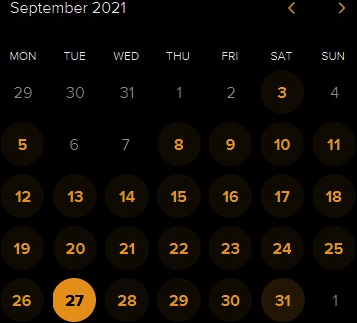 September 2021
MON TUE WED THU FRI SAT SUN
29 30 31 1 2 3 4
5 6 7 8 9 10 11
12 13 14 15 16 17 18
19 20 21 22 23 24 25
26 27 28 29 30 31 1